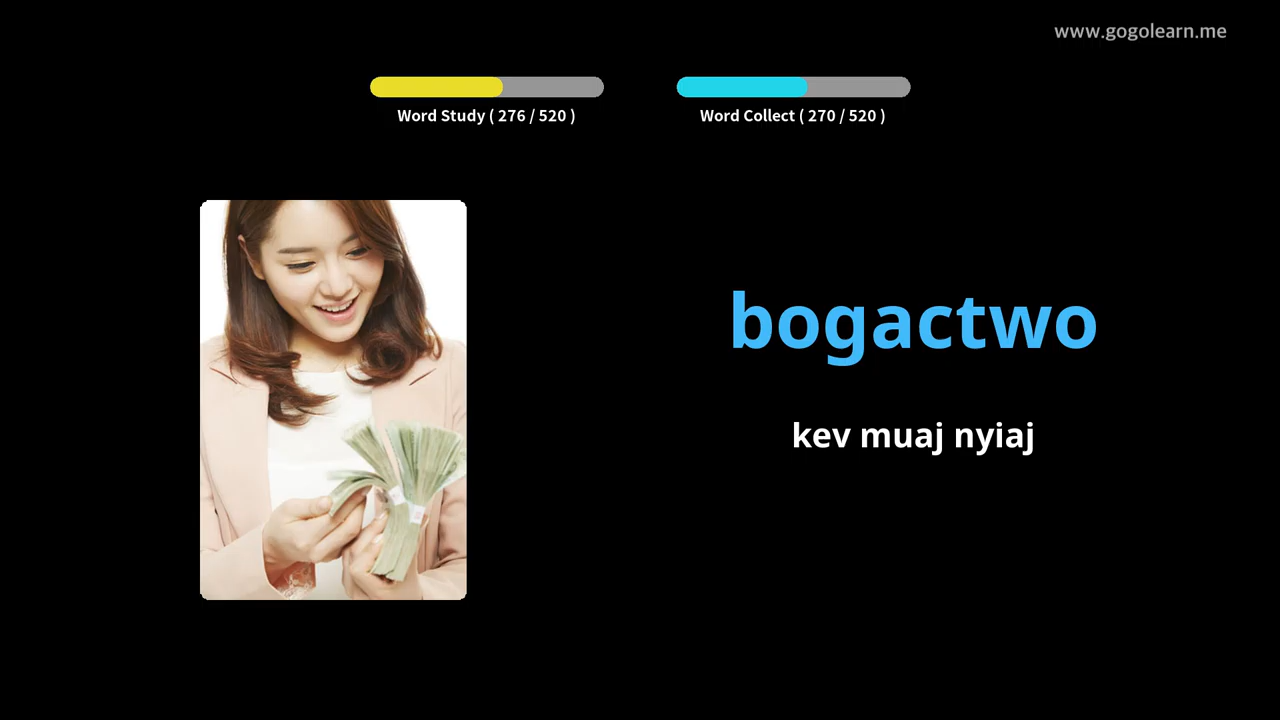 www.gogolearn.me
Word Study ( 276 / 520 )
Word Collect ( 270 / 520 )
bogactwo
kev muaj nyiaj